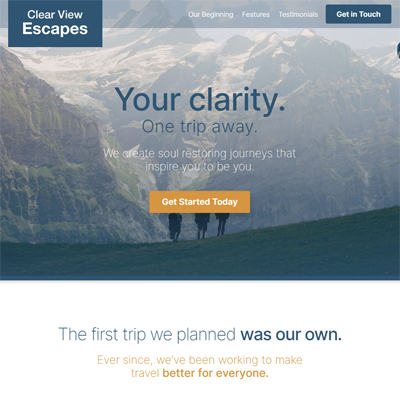 Clear View
Escapes
Our Beginning
Features
Testimonials
Get in Touch
Your clarity.
One trip away.
We create soul restoring journeys that
inspire you to be you.
Get Started Today
The first trip we planned was our own.
Ever since, we've been working to make
travel better for everyone.